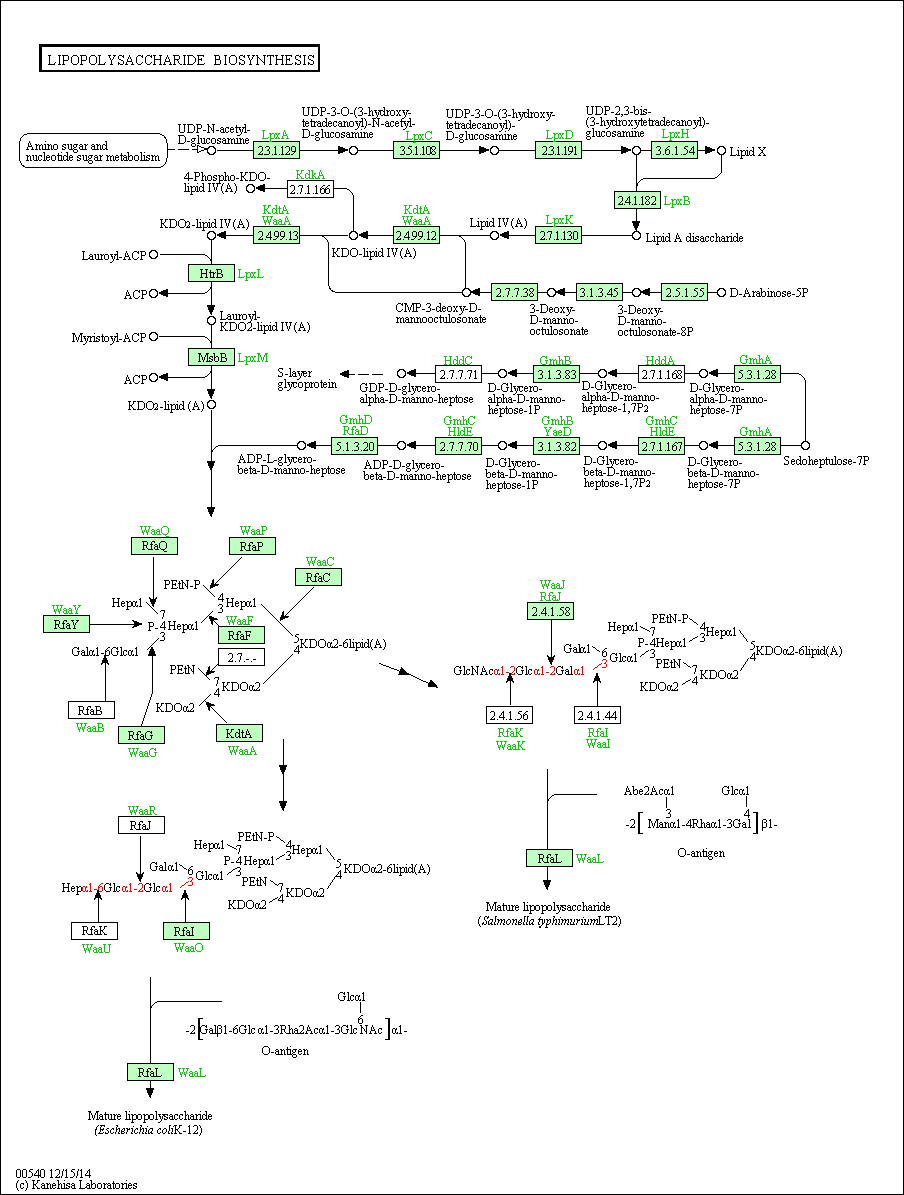 LIPOPOLYSACCHARIDE BIOSYNTHESIS
Amino sugar and
nucleotide sugar metabolism
UDP-N-acetyl-
D-glucosamine
LpxA
2.3.1.129
UDP-3-O-(3-hydroxy-
tetradecanoyl)-N-acetyl-
D-glucosamine
LpxC
3.5.1.108
UDP-3-O-(3-hydroxy-
tetradecanoyl)-
D-glucosamine
LpxD
2.3.1.191
UDP-2,3-bis-
(3-hydroxytetradecanoyl)-
glucosamine
LpxH
3.6.1.54
Lipid X
4-Phospho-KDO-
lipid IV(A)
KdkA
2.7.1.166
2.4.1.182
LpxB
KDO2-lipid IV(A)
KdtA
WaaA
2.4.99.13
KDO-lipid IV(A)
KdtA
WaaA
2.4.99.12
Lipid IV(A)
LpxK
2.7.1.130
Lipid A disaccharide
Lauroyl-ACP
HtrB
LpxL
ACP
CMP-3-deoxy-D-
mannooctulosonate
2.7.7.38
3-Deoxy-
D-manno-
octulosonate
3.1.3.45
3-Deoxy-
D-manno-
octulosonate-8P
2.5.1.55
D-Arabinose-5P
Lauroyl-
KDO2-lipid IV(A)
Myristoyl-ACP
MsbB
LpxM
ACP
KDO2-lipid (A)
S-layer
glycoprotein
GDP-D-glycero-
alpha-D-manno-heptose
HddC
2.7.7.71
D-Glycero-
alpha-D-manno-
heptose-1P
GmhB
3.1.3.83
D-Glycero-
alpha-D-manno-
heptose-1,7P2
HddA
2.7.1.168
D-Glycero-
alpha-D-manno-
heptose-7P
GmhA
5.3.1.28
ADP-L-glycero-
beta-D-manno-heptose
GmhD
RfaD
5.1.3.20
ADP-D-glycero-
beta-D-manno-heptose
GmhC
HldE
2.7.7.70
D-Glycero-
beta-D-manno-
heptose-1P
GmhB
YaeD
3.1.3.82
D-Glycero-
beta-D-manno-
heptose-1,7P2
GmhC
HldE
2.7.1.167
D-Glycero-
beta-D-manno-
heptose-7P
GmhA
5.3.1.28
Sedoheptulose-7P
WaaQ
RfaQ
WaaP
RfaP
WaaC
RfaC
PEtN-P
Hepα1
4
3
Hepα1
WaaY
RfaY
7
P-4
3
Hepα1
WaaF
RfaF
5
4
KDOα2-6lipid(A)
Galα1-6Glcα1
2.7.-.-
PEtN
7
4
KDOα2
KDOα2
RfaB
WaaB
RfaG
WaaG
KdtA
WaaA
WaaJ
RfaJ
2.4.1.58
PEtN-P
Hepα1
7
P-4
3
Hepα1
4
3
Hepα1
5
4
KDOα2-6lipid(A)
Galα1
6
3
Glcα1
GlcNAcα1-2Glcα1-2Galα1
PEtN
7
4
KDOα2
KDOα2
2.4.1.56
RfaK
WaaK
2.4.1.44
RfaI
WaaI
Abe2Acα1
3
Glcα1
4
-2[ Manα1-4Rhaα1-3Gal ]β1-
O-antigen
RfaL
WaaL
Mature lipopolysaccharide
(Salmonella typhimuriumLT2)
WaaR
RfaJ
PEtN-P
Hepα1
7
P-4
3
Hepα1
4
3
Hepα1
5
4
KDOα2-6lipid(A)
Galα1
6
3
Glcα1
Hepα1-6Glcα1-2Glcα1
PEtN
7
4
KDOα2
KDOα2
RfaK
WaaU
RfaI
WaaO
Glcα1
6
-2[Galβ1-6Glcα1-3Rha2Acα1-3GlcNAc]α1-
O-antigen
RfaL
WaaL
Mature lipopolysaccharide
(Escherichia coliK-12)
00540 12/15/14
(c) Kanehisa Laboratories